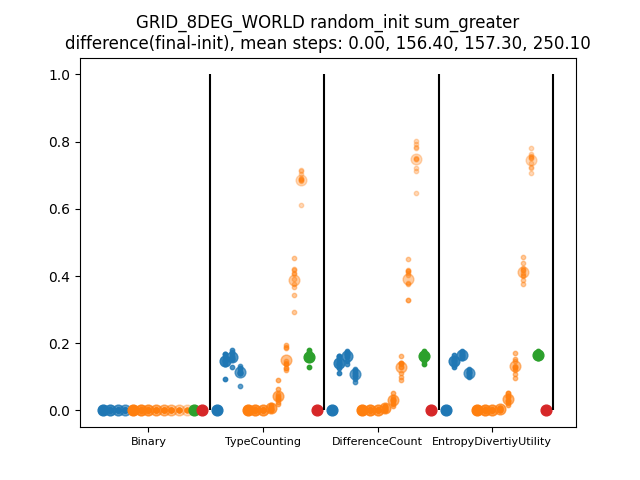 GRID_8DEG_WORLD random_init sum_greater
difference(final-init), mean steps: 0.00, 156.40, 157.30, 250.10
1.0
0.8
0.6
0.4
0.2
0.0
Binary TypeCounting DifferenceCount EntropyDivertiyUtility